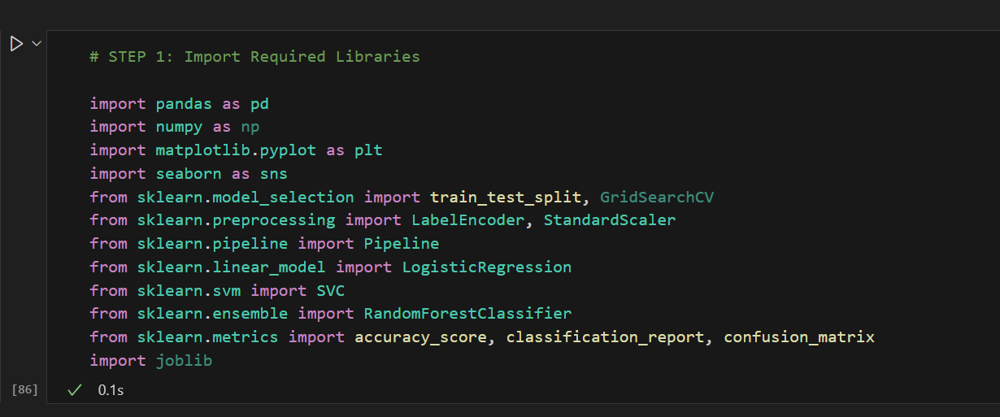 # STEP 1: Import Required Libraries
import pandas as pd
import numpy as np
import matplotlib.pyplot as plt
import seaborn as sns
from sklearn.model_selection import train_test_split, GridSearchCV
from sklearn.preprocessing import LabelEncoder, StandardScaler
from sklearn.pipeline import Pipeline
from sklearn.linear_model import LogisticRegression
from sklearn.svm import SVC
from sklearn.ensemble import RandomForestClassifier
from sklearn.metrics import accuracy_score, classification_report, confusion_matrix
import joblib
[86] ✓ 0.1s